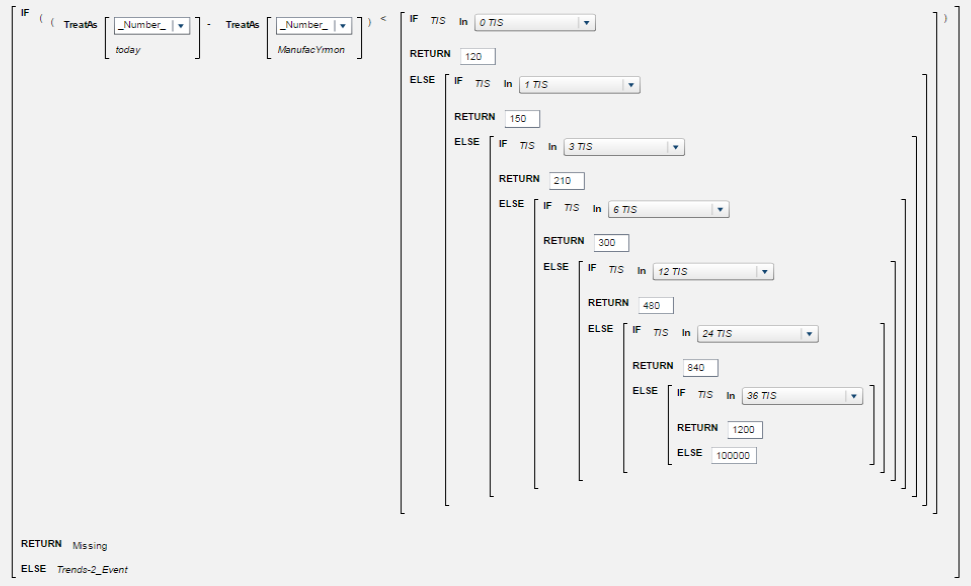 IF ( ( TreatAs _Number_ today - TreatAs _Number_ ManufacYrmon ) < IF TIS In 0 TIS )
RETURN 120
ELSE IF TIS In 1 TIS
RETURN 150
ELSE IF TIS In 3 TIS
RETURN 210
ELSE IF TIS In 6 TIS
RETURN 300
ELSE IF TIS In 12 TIS
RETURN 480
ELSE IF TIS In 24 TIS
RETURN 840
ELSE IF TIS In 36 TIS
RETURN 1200
ELSE 100000
RETURN Missing
ELSE Trends-2_Event